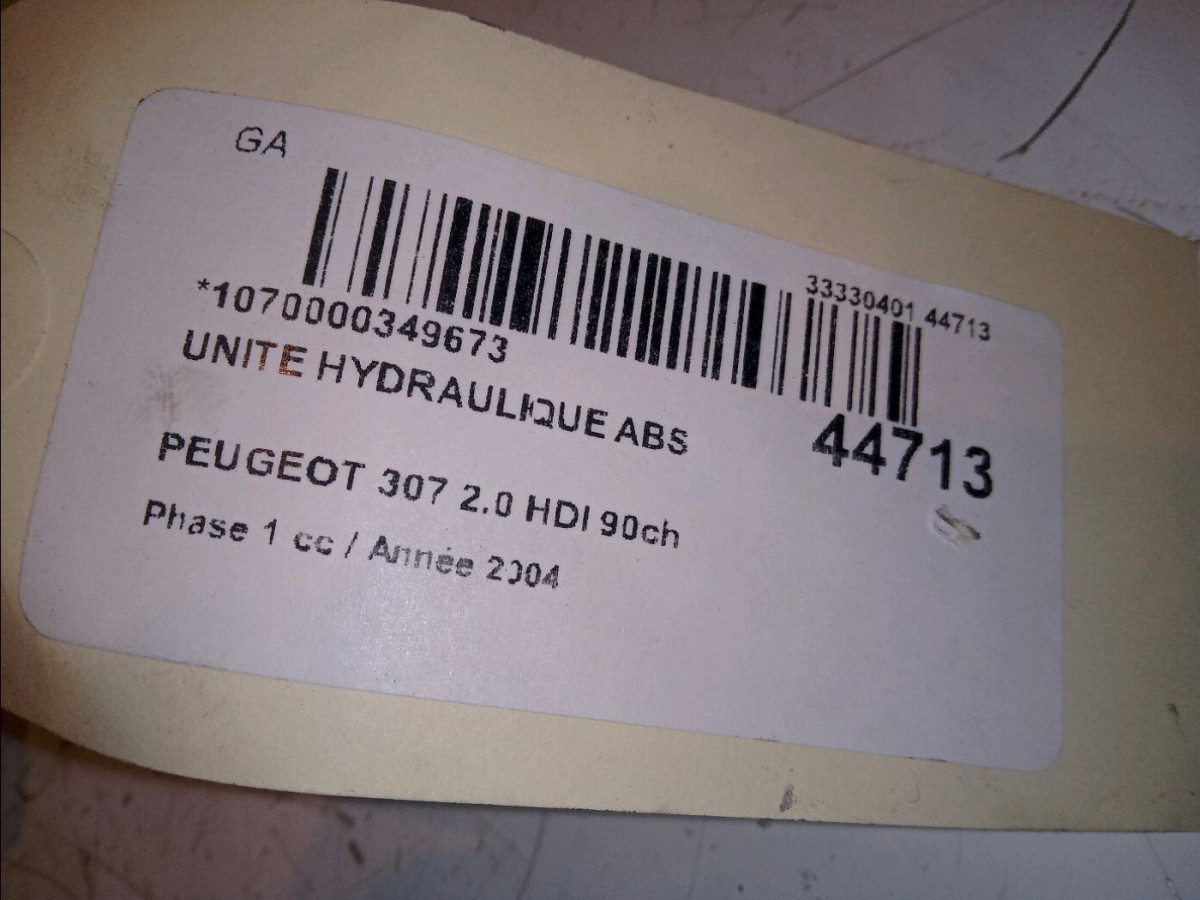 GA
33330401 44713
*1070000349673
UNITE HYDRAULIQUE ABS
44713
PEUGEOT 307 2.0 HDI 90ch
Phase 1 cc / Année 2004